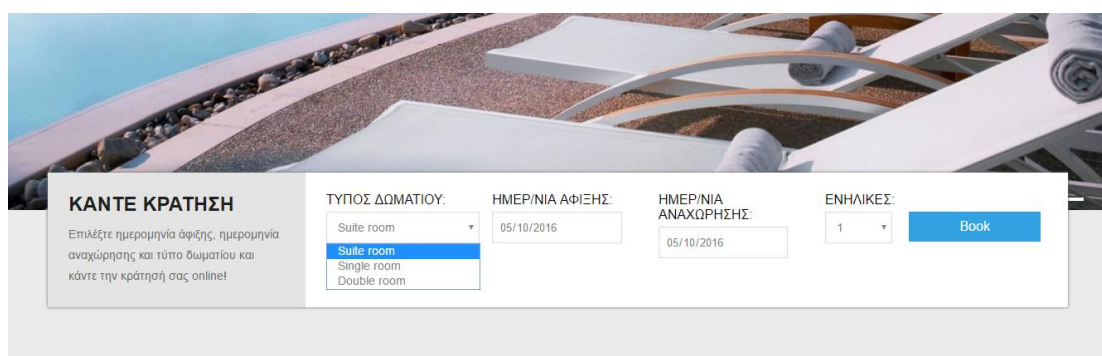 ΚΑΝΤΕ ΚΡΑΤΗΣΗ
Επιλέξτε ημερομηνία άφιξης, ημερομηνία
αναχώρησης και τύπο δωματίου και
κάντε την κράτησή σας online!
ΤΥΠΟΣ ΔΩΜΑΤΙΟΥ:
Suite room
Suite room
Single room
Double room
ΗΜΕΡ/ΝΙΑ ΑΦΙΞΗΣ:
05/10/2016
ΗΜΕΡ/ΝΙΑ
ΑΝΑΧΩΡΗΣΗΣ:
05/10/2016
ΕΝΗΛΙΚΕΣ:
1
Book